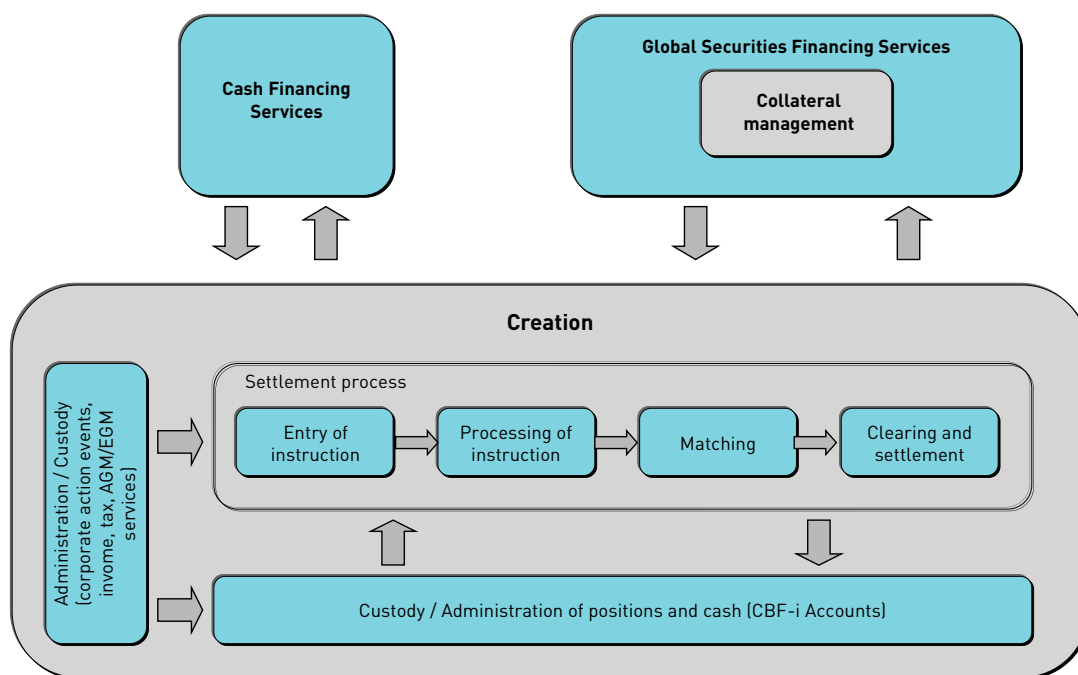 Cash Financing
Services
Global Securities Financing Services
Collateral
management
Creation
Administration / Custody
(corporate action events,
invome, tax, AGM/EGM
services)
Settlement process
Entry of
instruction
Processing of
instruction
Matching
Clearing and
settlement
Custody / Administration of positions and cash (CBF-i Accounts)